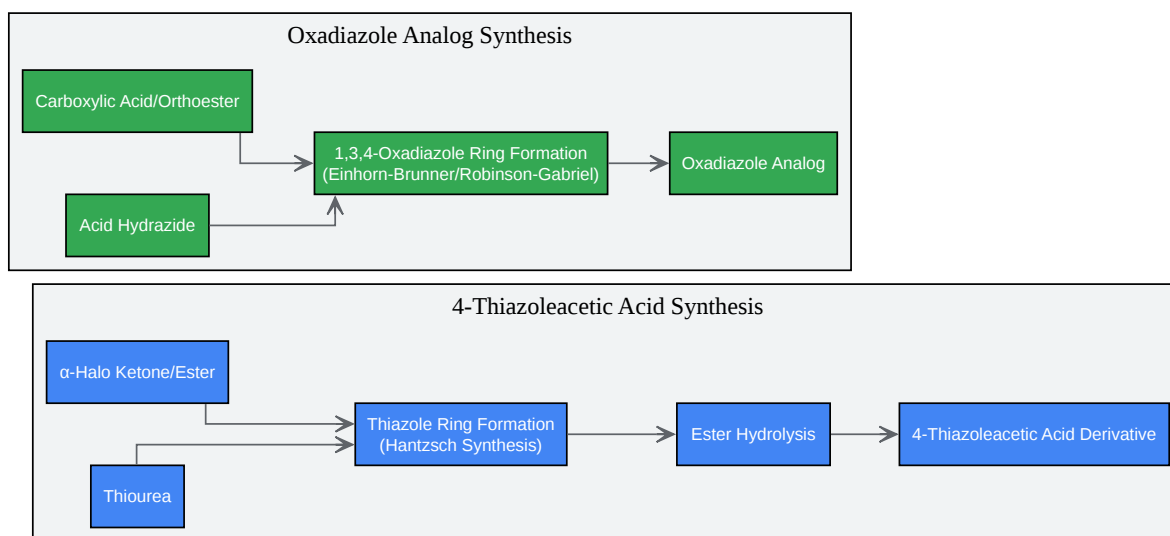 Oxadiazole Analog Synthesis
Carboxylic Acid/Orthoester
1,3,4-Oxadiazole Ring Formation
(Einhorn-Brunner/Robinson-Gabriel)
Oxadiazole Analog
Acid Hydrazide
4-Thiazoleacetic Acid Synthesis
α-Halo Ketone/Ester
Thiazole Ring Formation
(Hantzsch Synthesis)
Ester Hydrolysis
4-Thiazoleacetic Acid Derivative
Thiourea